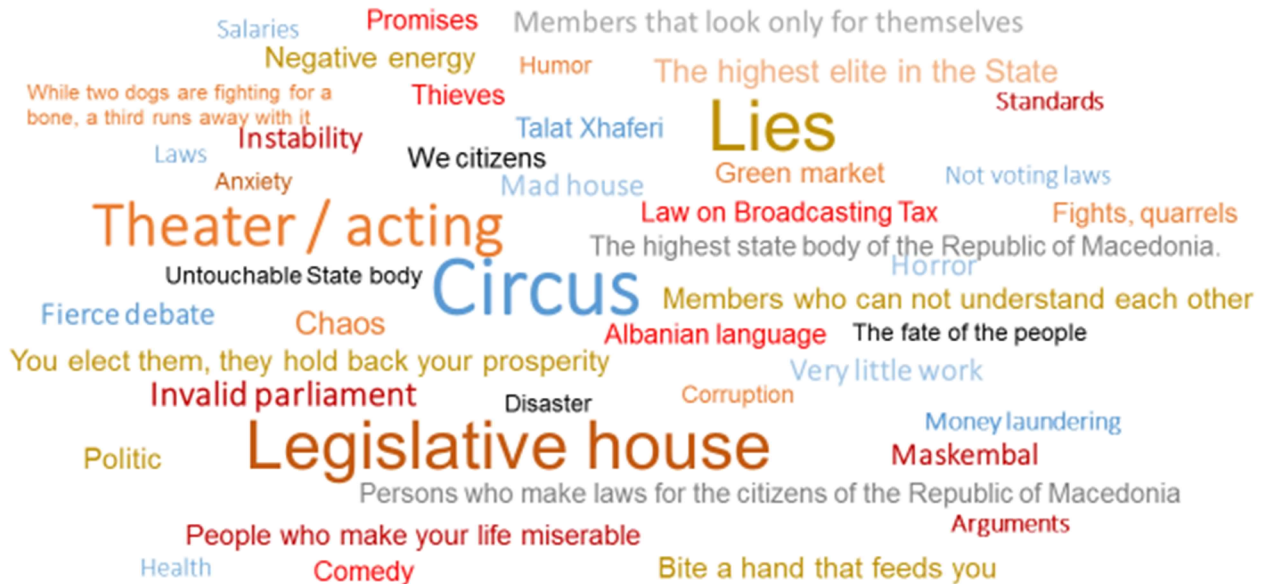 Salaries
Promises
Members that look only for themselves
Negative energy
Humor
The highest elite in the State
While two dogs are fighting for a
bone, a third runs away with it
Thieves
Standards
Lies
Talat Xhaferi
Instability
Laws
We citizens
Green market
Not voting laws
Anxiety
Mad house
Theater / acting
Law on Broadcasting Tax
Fights, quarrels
The highest state body of the Republic of Macedonia.
Horror
Untouchable State body
Circus
Members who can not understand each other
Fierce debate
Chaos
Albanian language
The fate of the people
You elect them, they hold back your prosperity
Very little work
Invalid parliament
Disaster
Corruption
Money laundering
Legislative house
Politic
Maskembal
Persons who make laws for the citizens of the Republic of Macedonia
Arguments
People who make your life miserable
Health
Comedy
Bite a hand that feeds you